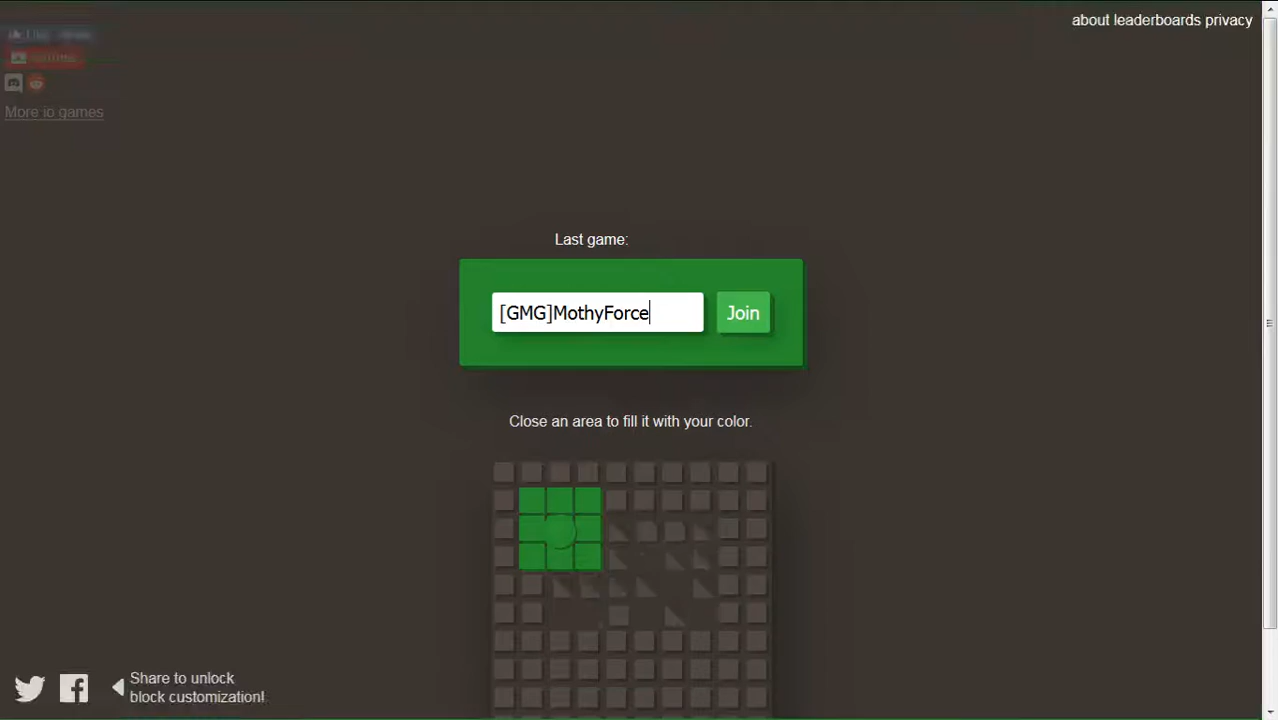 about leaderboards privacy
More io games
Last game:
[GMG]MothyForce
Join
Close an area to fill it with your color.
Share to unlock
block customization!